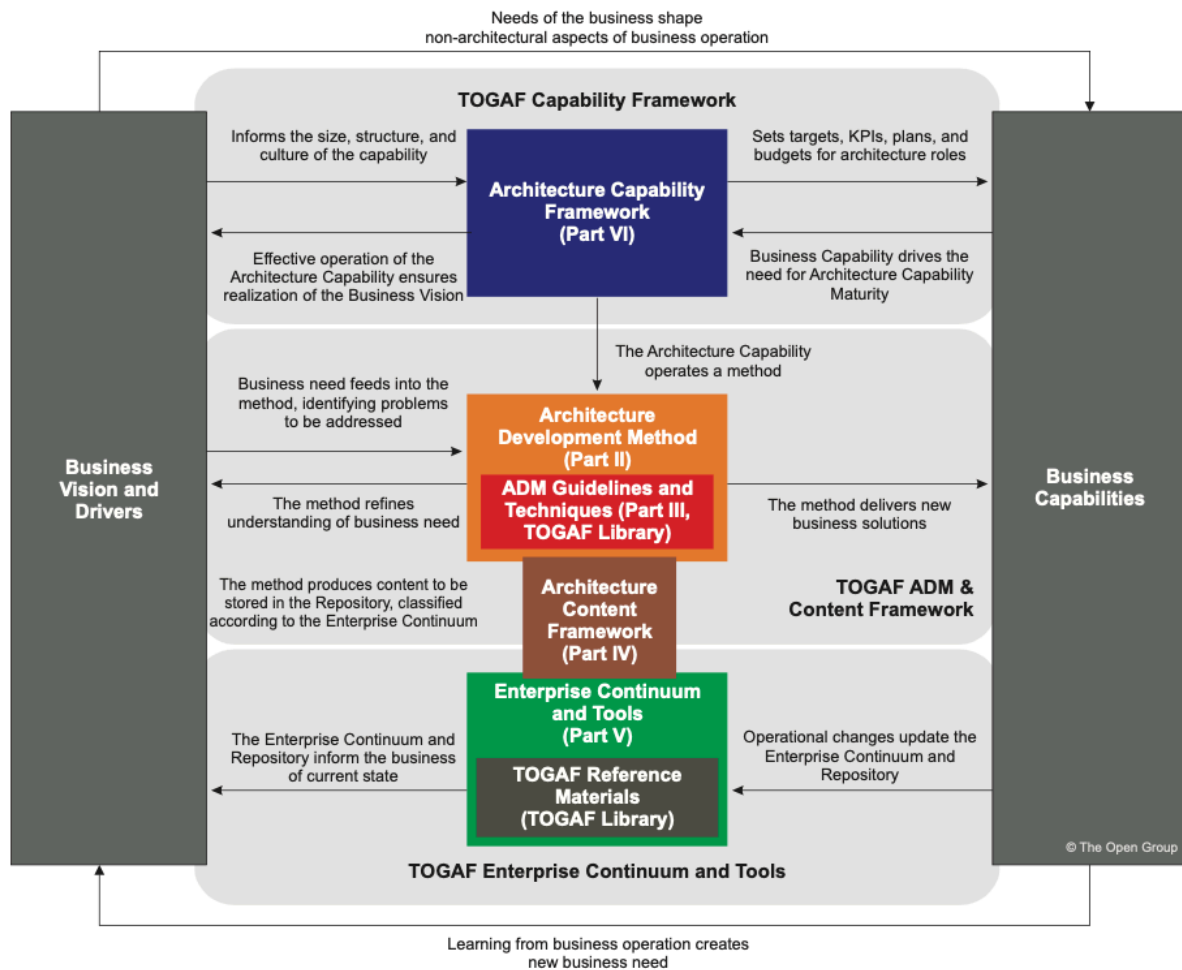 Needs of the business shape
non-architectural aspects of business operation
TOGAF Capability Framework
Informs the size, structure, and
culture of the capability
Architecture Capability
Framework
(Part VI)
Sets targets, KPIs, plans, and
budgets for architecture roles
Effective operation of the
Architecture Capability ensures
realization of the Business Vision
Business Capability drives the
need for Architecture Capability
Maturity
The Architecture Capability
operates a method
Business need feeds into the
method, identifying problems
to be addressed
Architecture
Development Method
(Part II)
Business
Vision and
Drivers
Business
Capabilities
ADM Guidelines and
Techniques (Part III,
TOGAF Library)
The method refines
understanding of business need
The method delivers new
business solutions
The method produces content to be
stored in the Repository, classified
according to the Enterprise Continuum
Architecture
Content
Framework
(Part IV)
TOGAF ADM &
Content Framework
Enterprise Continuum
and Tools
(Part V)
The Enterprise Continuum and
Repository inform the business
of current state
Operational changes update the
Enterprise Continuum and
Repository
TOGAF Reference
Materials
(TOGAF Library)
© The Open Group
TOGAF Enterprise Continuum and Tools
Learning from business operation creates
new business need